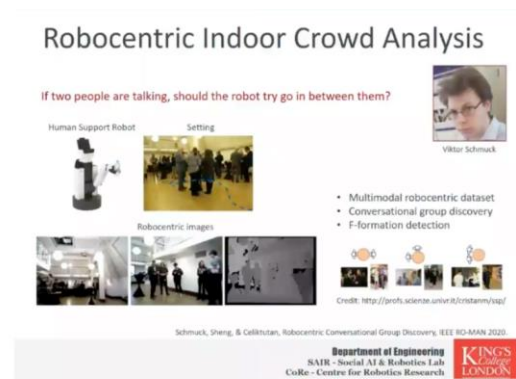 Robocentric Indoor Crowd Analysis
If two people are talking, should the robot try go in between them?
Human Support Robot
Setting
Viktor Schmuck
• Multimodal robocentric dataset
• Conversational group discovery
• F-formation detection
Robocentric images
Credit: http://profs.scienze.univr.it/cristanm/ssp/
Schmuck, Sheng, & Celiktutan, Robocentric Conversational Group Discovery, IEEE RO-MAN 2020.
Department of Engineering
SAIR - Social AI & Robotics Lab
CoRe - Centre for Robotics Research
KING'S
College
LONDON